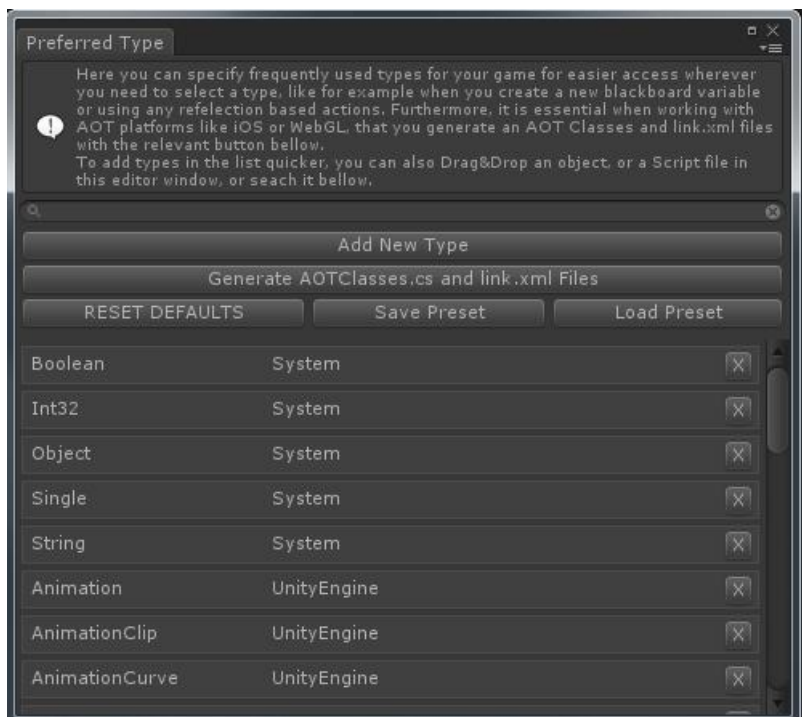 Preferred Type
Here you can specify frequently used types for your game for easier access wherever
you need to select a type, like for example when you create a new blackboard variable
or using any refelection based actions. Furthermore, it is essential when working with
AOT platforms like iOS or WebGL, that you generate an AOT Classes and link.xml files
with the relevant button bellow.
To add types in the list quicker, you can also Drag&Drop an object, or a Script file in
this editor window, or seach it bellow.
Add New Type
Generate AOTClasses.cs and link.xml Files
RESET DEFAULTS Save Preset Load Preset
Boolean System X
Int32 System X
Object System X
Single System X
String System X
Animation UnityEngine X
AnimationClip UnityEngine X
AnimationCurve UnityEngine X